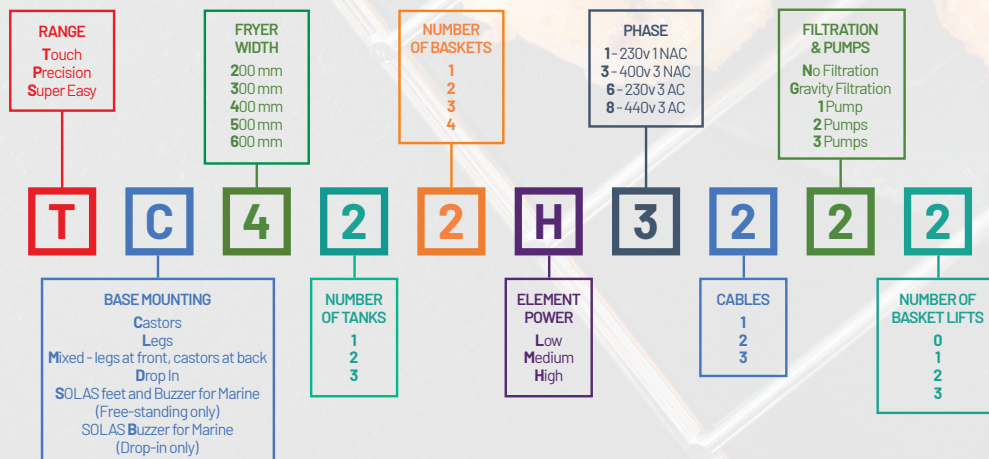 RANGE
Touch
Precision
Super Easy
FRYER
WIDTH
200 mm
300 mm
400 mm
500 mm
600 mm
NUMBER
OF BASKETS
1
2
3
4
PHASE
1 - 230v 1 NAC
3 - 400v 3 NAC
6 - 230v 3 AC
8 - 440v 3 AC
FILTRATION
& PUMPS
No Filtration
Gravity Filtration
1 Pump
2 Pumps
3 Pumps
T C 4 2 2 H 3 2 2 2
BASE MOUNTING
Castors
Legs
Mixed - legs at front, castors at back
Drop In
SOLAS feet and Buzzer for Marine
(Free-standing only)
SOLAS Buzzer for Marine
(Drop-in only)
NUMBER
OF TANKS
1
2
3
ELEMENT
POWER
Low
Medium
High
CABLES
1
2
3
NUMBER OF
BASKET LIFTS
0
1
2
3